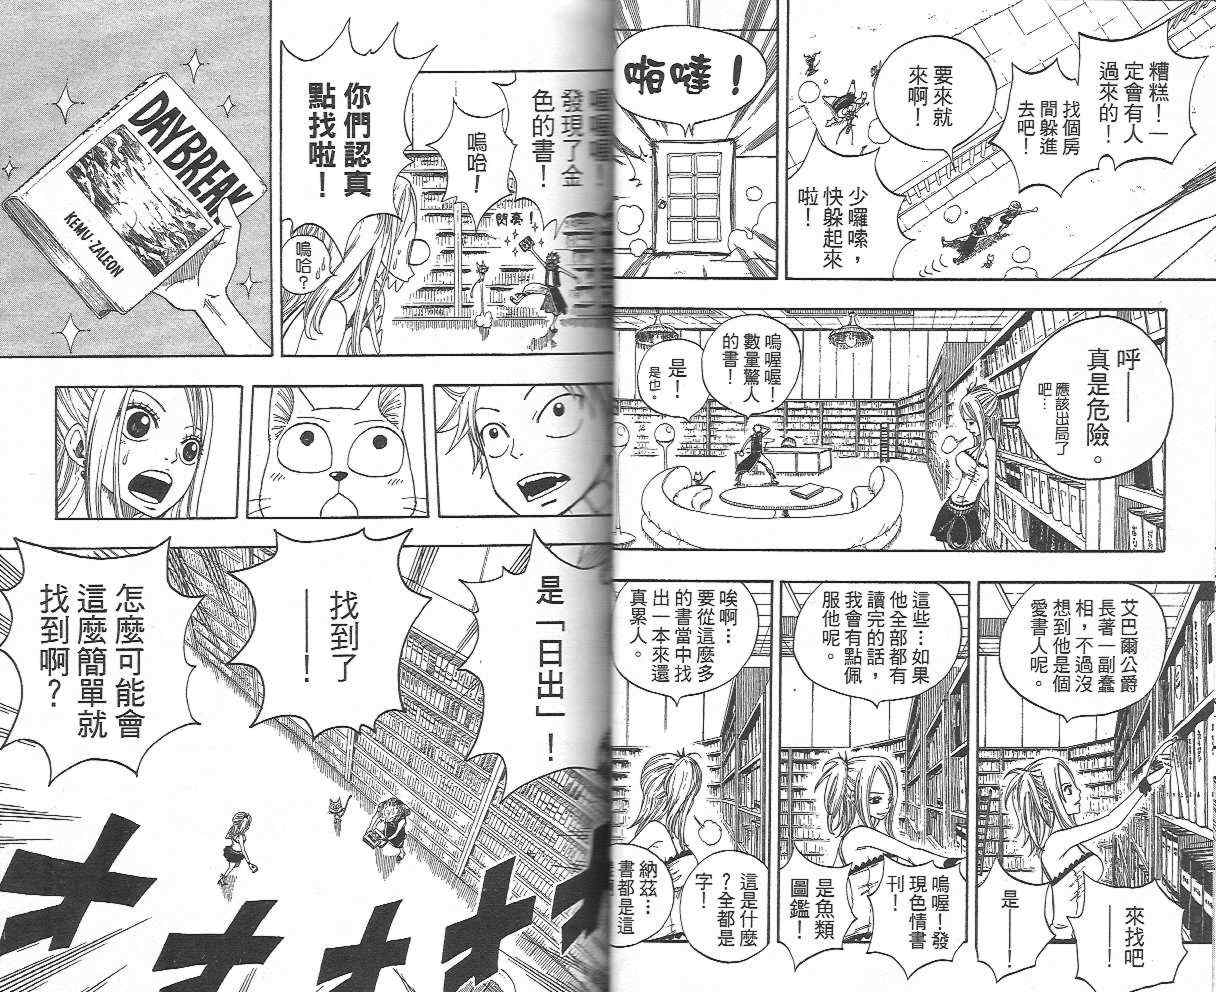 糟糕！一
定會有人
過來的！
找個房
間躲進
去吧！
要來就
來啊！
少囉嗦，
快躲起來
啦！
啪噠！
呼——
真是危險。
應該出局了
吧…
嗚喔喔！
數量驚人
的書！
是！
是也。
艾巴爾公爵
長著一副蠢
相，不過沒
想到他是個
愛書人呢。
來找吧
——！
是
——！
這些…如果
他全部都有
讀完的話，
我會有點佩
服他呢。
嗚喔！發
現色情書
刊！
是魚類
圖鑑！
唉啊…
要從這麼多
的書當中找
出一本來還
真累人。
這是什麼
？全都是
字！
納茲…
書都是這
喔喔喔！
發現了金
色的書！
嗚哈！
閃亮！
你們認真
點找啦！
嗚哈？
DAYBREAK
KEMU·ZALEON
是「日出」！
找到了
——！
怎麼可能會
這麼簡單就
找到啊？